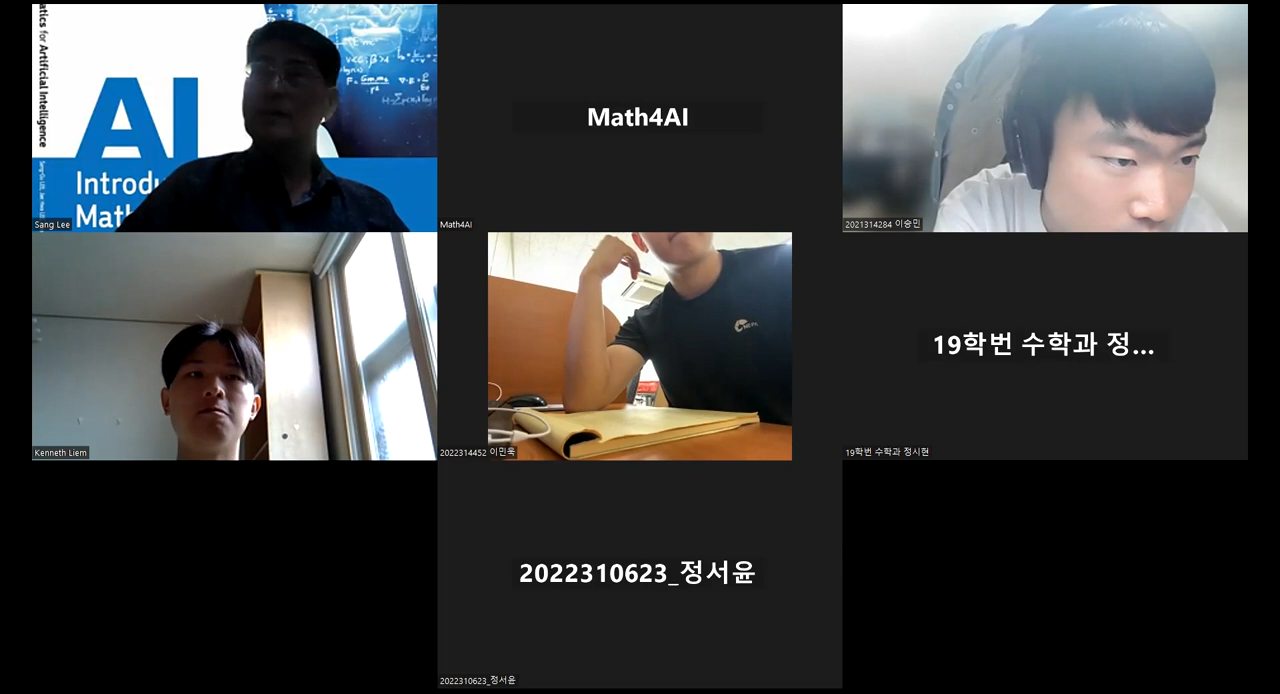 atics for Artificial Intelligence
AI
Introdu
Math
Sang Lee
Math4AI
Math4AI
2021314284 이승민
Kenneth Liem
NEPA
2022314452 이민욱
19학번 수학과 정...
19학번 수학과 정시현
2022310623_정서윤
2022310623_정서윤